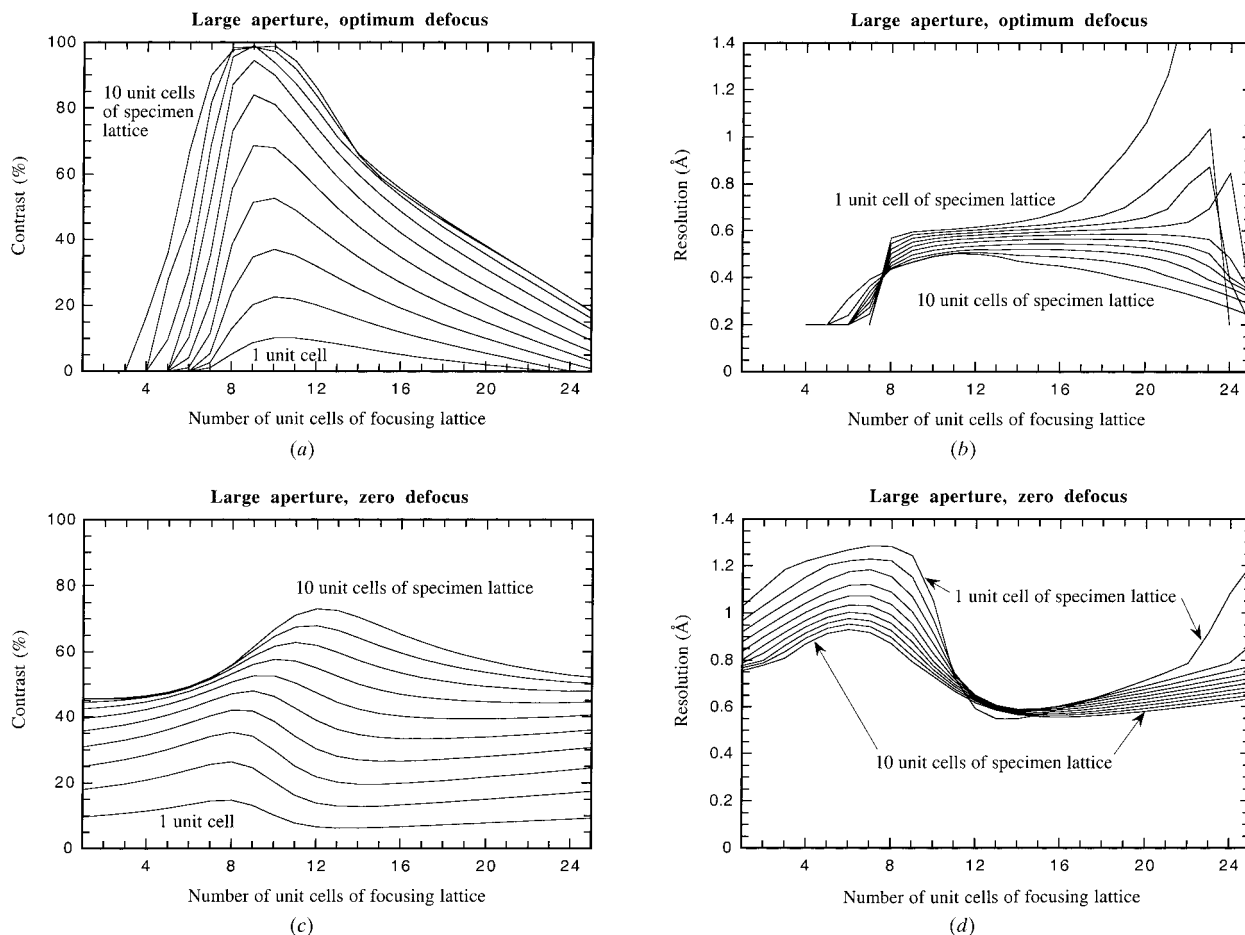 Large aperture, optimum defocus
100
80
60
40
20
0
Contrast (%)
10 unit cells
of specimen
lattice
1 unit cell
4 8 12 16 20 24
Number of unit cells of focusing lattice
(a)
Large aperture, optimum defocus
1.4
1.2
1
0.8
0.6
0.4
0.2
0
Resolution (Å)
1 unit cell of specimen lattice
10 unit cells of specimen lattice
4 8 12 16 20 24
Number of unit cells of focusing lattice
(b)
Large aperture, zero defocus
100
80
60
40
20
0
Contrast (%)
10 unit cells of specimen lattice
1 unit cell
4 8 12 16 20 24
Number of unit cells of focusing lattice
(c)
Large aperture, zero defocus
1.4
1.2
1
0.8
0.6
0.4
0.2
0
Resolution (Å)
1 unit cell of specimen lattice
10 unit cells of specimen lattice
4 8 12 16 20 24
Number of unit cells of focusing lattice
(d)